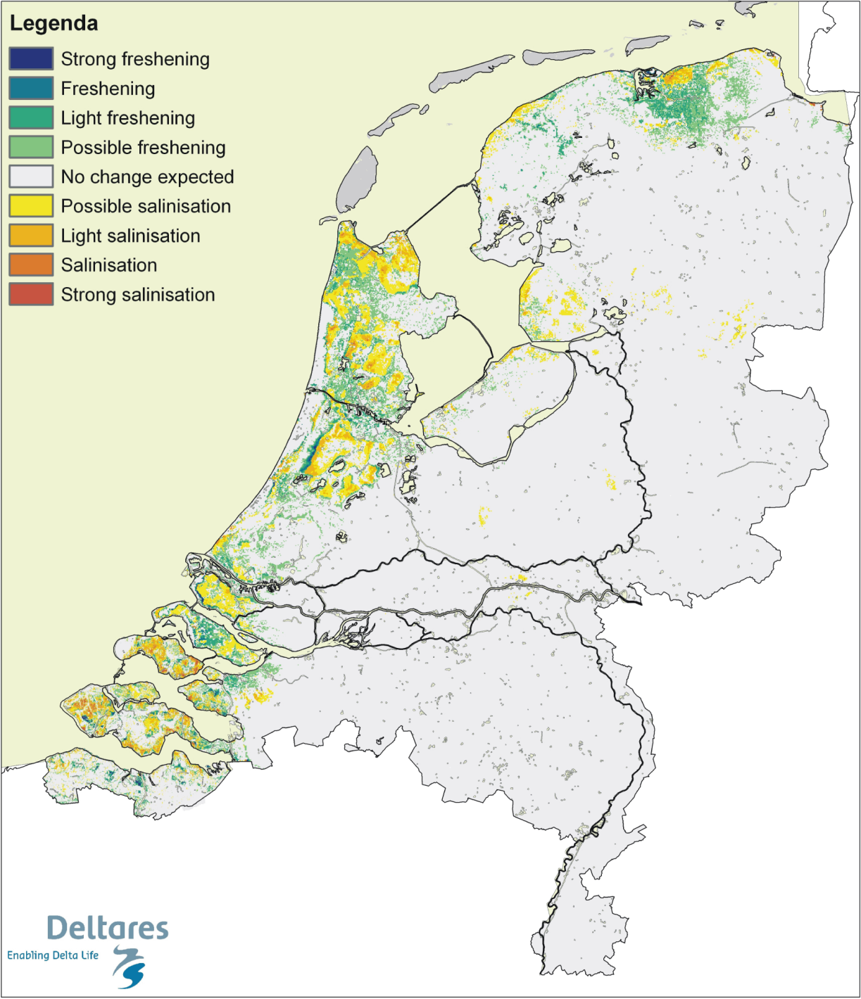 Legenda
Strong freshening
Freshening
Light freshening
Possible freshening
No change expected
Possible salinisation
Light salinisation
Salinisation
Strong salinisation
Deltares
Enabling Delta Life